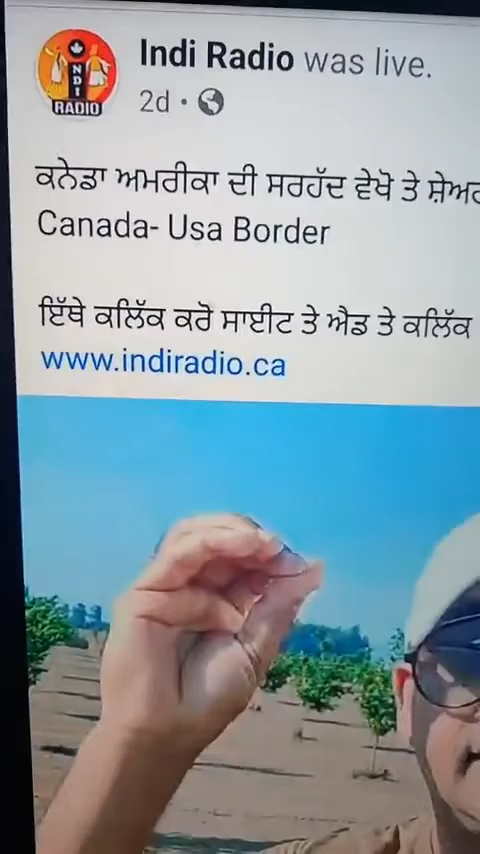 INDI
RADIO
Indi Radio was live.
2d
ਕਨੇਡਾ ਅਮਰੀਕਾ ਦੀ ਸਰਹੱਦ ਵੇਖੋ ਤੇ ਸ਼ੇਅਰ
Canada- Usa Border
ਇੱਥੇ ਕਲਿੱਕ ਕਰੋ ਸਾਈਟ ਤੇ ਐਡ ਤੇ ਕਲਿੱਕ
www.indiradio.ca